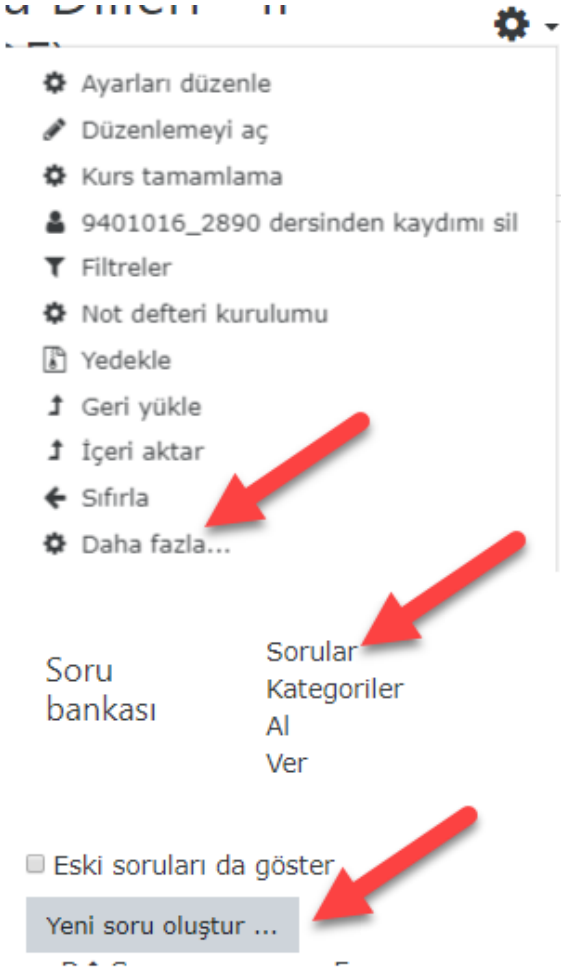 Ayarları düzenle
Düzenlemeyi aç
Kurs tamamlama
9401016_2890 dersinden kaydımı sil
Filtreler
Not defteri kurulumu
Yedekle
Geri yükle
İçeri aktar
Sıfırla
Daha fazla...
Soru
bankası
Sorular
Kategoriler
Al
Ver
Eski soruları da göster
Yeni soru oluştur ...